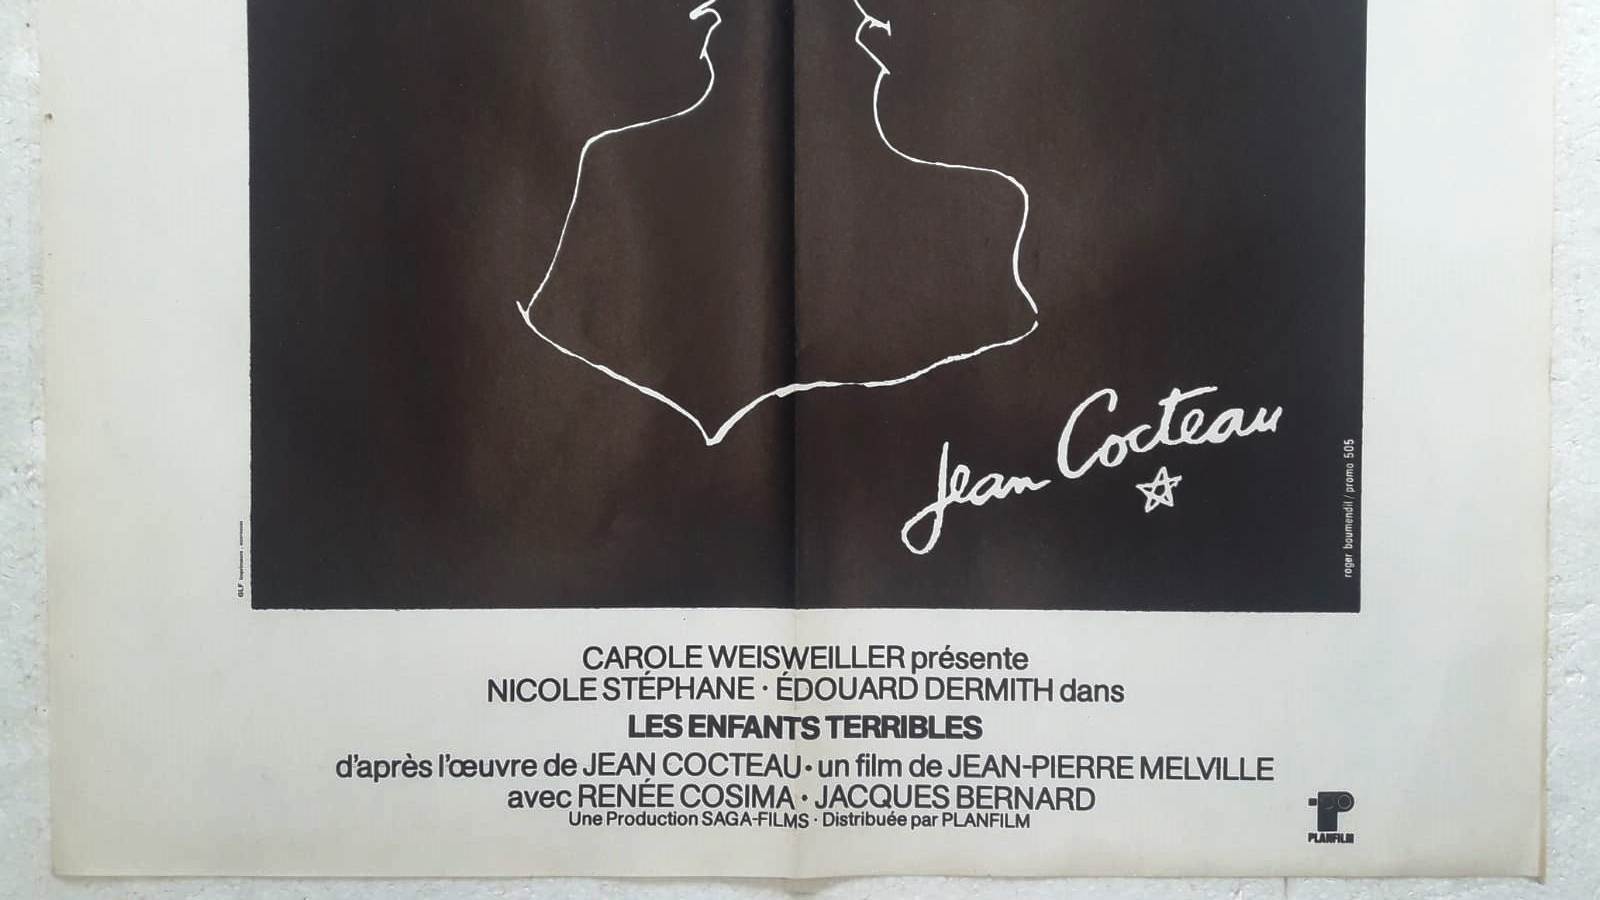 Jean Cocteau
roger boumendil / promo 505
CAROLE WEISWEILLER présente
NICOLE STÉPHANE · ÉDOUARD DERMITH dans
LES ENFANTS TERRIBLES
d'après l'œuvre de JEAN COCTEAU · un film de JEAN-PIERRE MELVILLE
avec RENÉE COSIMA · JACQUES BERNARD
Une Production SAGA-FILMS · Distribuée par PLANFILM
PLANFILM